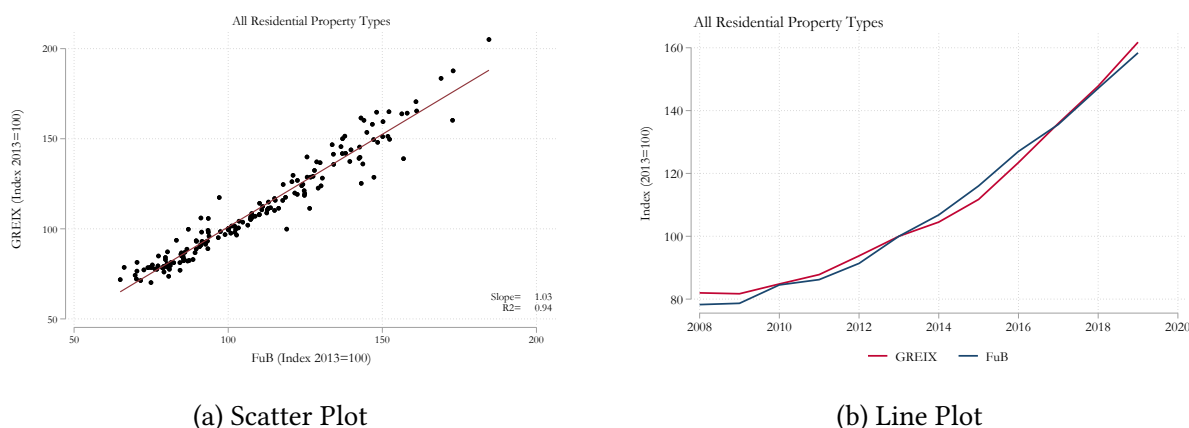 All Residential Property Types
GREIX (Index 2013=100)
200
150
100
50
Slope= 1.03
R2= 0.94
50 100 150 200
FuB (Index 2013=100)
(a) Scatter Plot
All Residential Property Types
Index (2013=100)
160
140
120
100
80
2008 2010 2012 2014 2016 2018 2020
GREIX FuB
(b) Line Plot